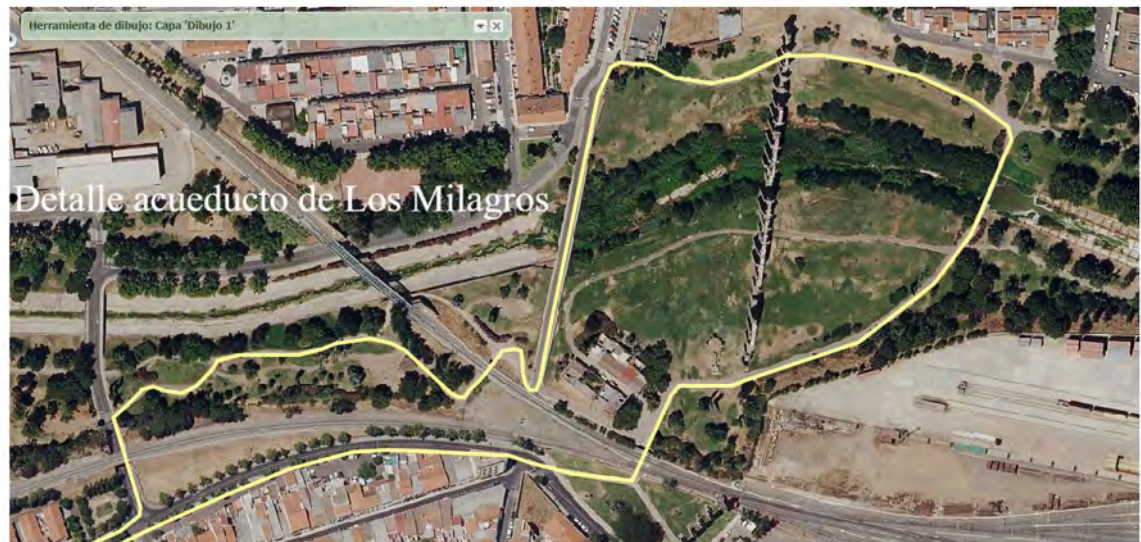 Herramienta de dibujo: Capa 'Dibujo 1'
Detalle acueducto de Los Milagros